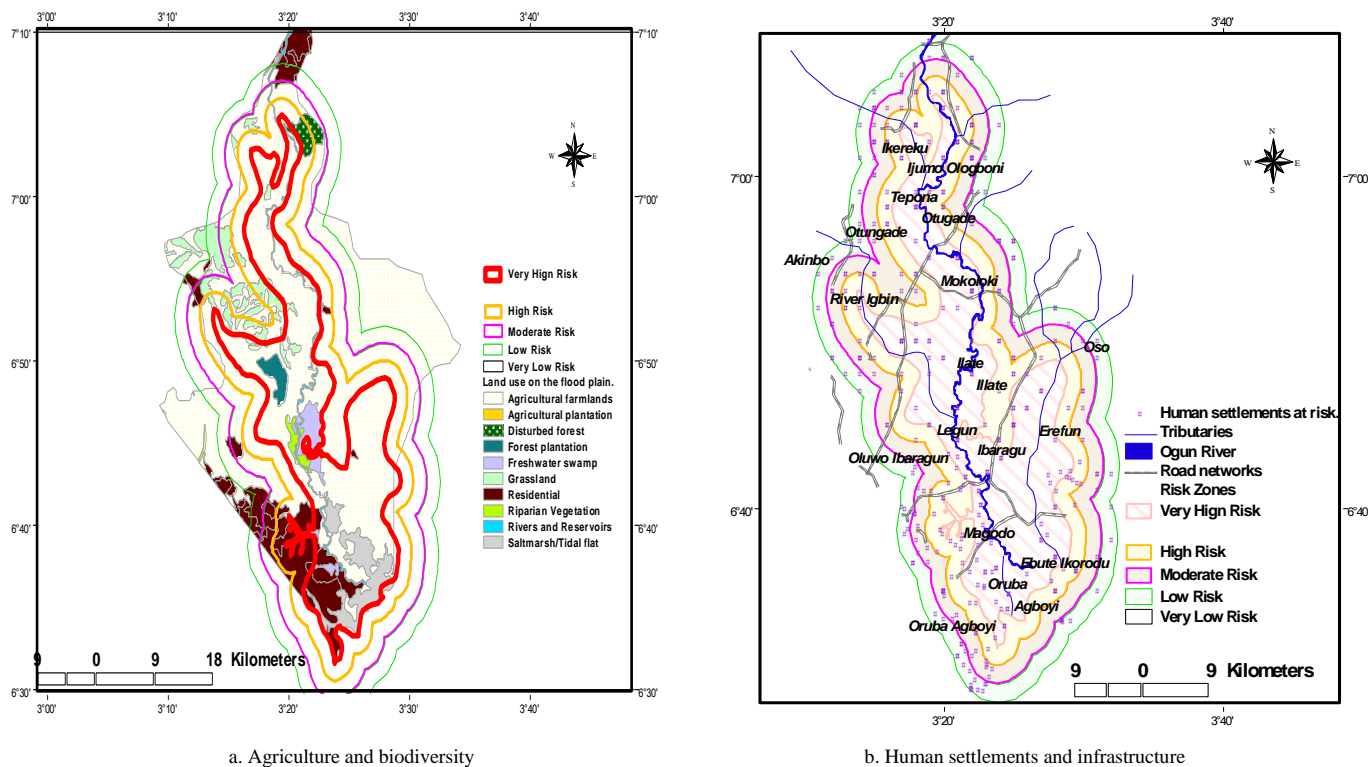 3°00' 3°10' 3°20' 3°30' 3°40'
7°10' 7°10'
N
W E
S
7°00' 7°00'
Very Hign Risk
High Risk
Moderate Risk
Low Risk
Very Low Risk
Land use on the flood plain.
Agricultural farmlands
Agricultural plantation
Disturbed forest
Forest plantation
Freshwater swamp
Grassland
Residential
Riparian Vegetation
Rivers and Reservoirs
Saltmarsh/Tidal flat
6°50' 6°50'
6°40' 6°40'
9 0 9 18 Kilometers
6°30' 6°30'
3°00' 3°10' 3°20' 3°30' 3°40'
a. Agriculture and biodiversity
3°20' 3°40'
N
W E
S
7°00' 7°00'
Ikereku
Ijumo Ologboni
Tepona
Otugade
Otungade
Akinbo
Mokoloki
River Igbin
Oso
Ilate
Illate
Legun
Erefun
Ibaragu
Oluwo Ibaragun
6°40' 6°40'
Magodo
Ebute Ikorodu
Oruba
Agboyi
Oruba Agboyi
Human settlements at risk.
Tributaries
Ogun River
Road networks
Risk Zones
Very Hign Risk
High Risk
Moderate Risk
Low Risk
Very Low Risk
9 0 9 Kilometers
3°20' 3°40'
b. Human settlements and infrastructure